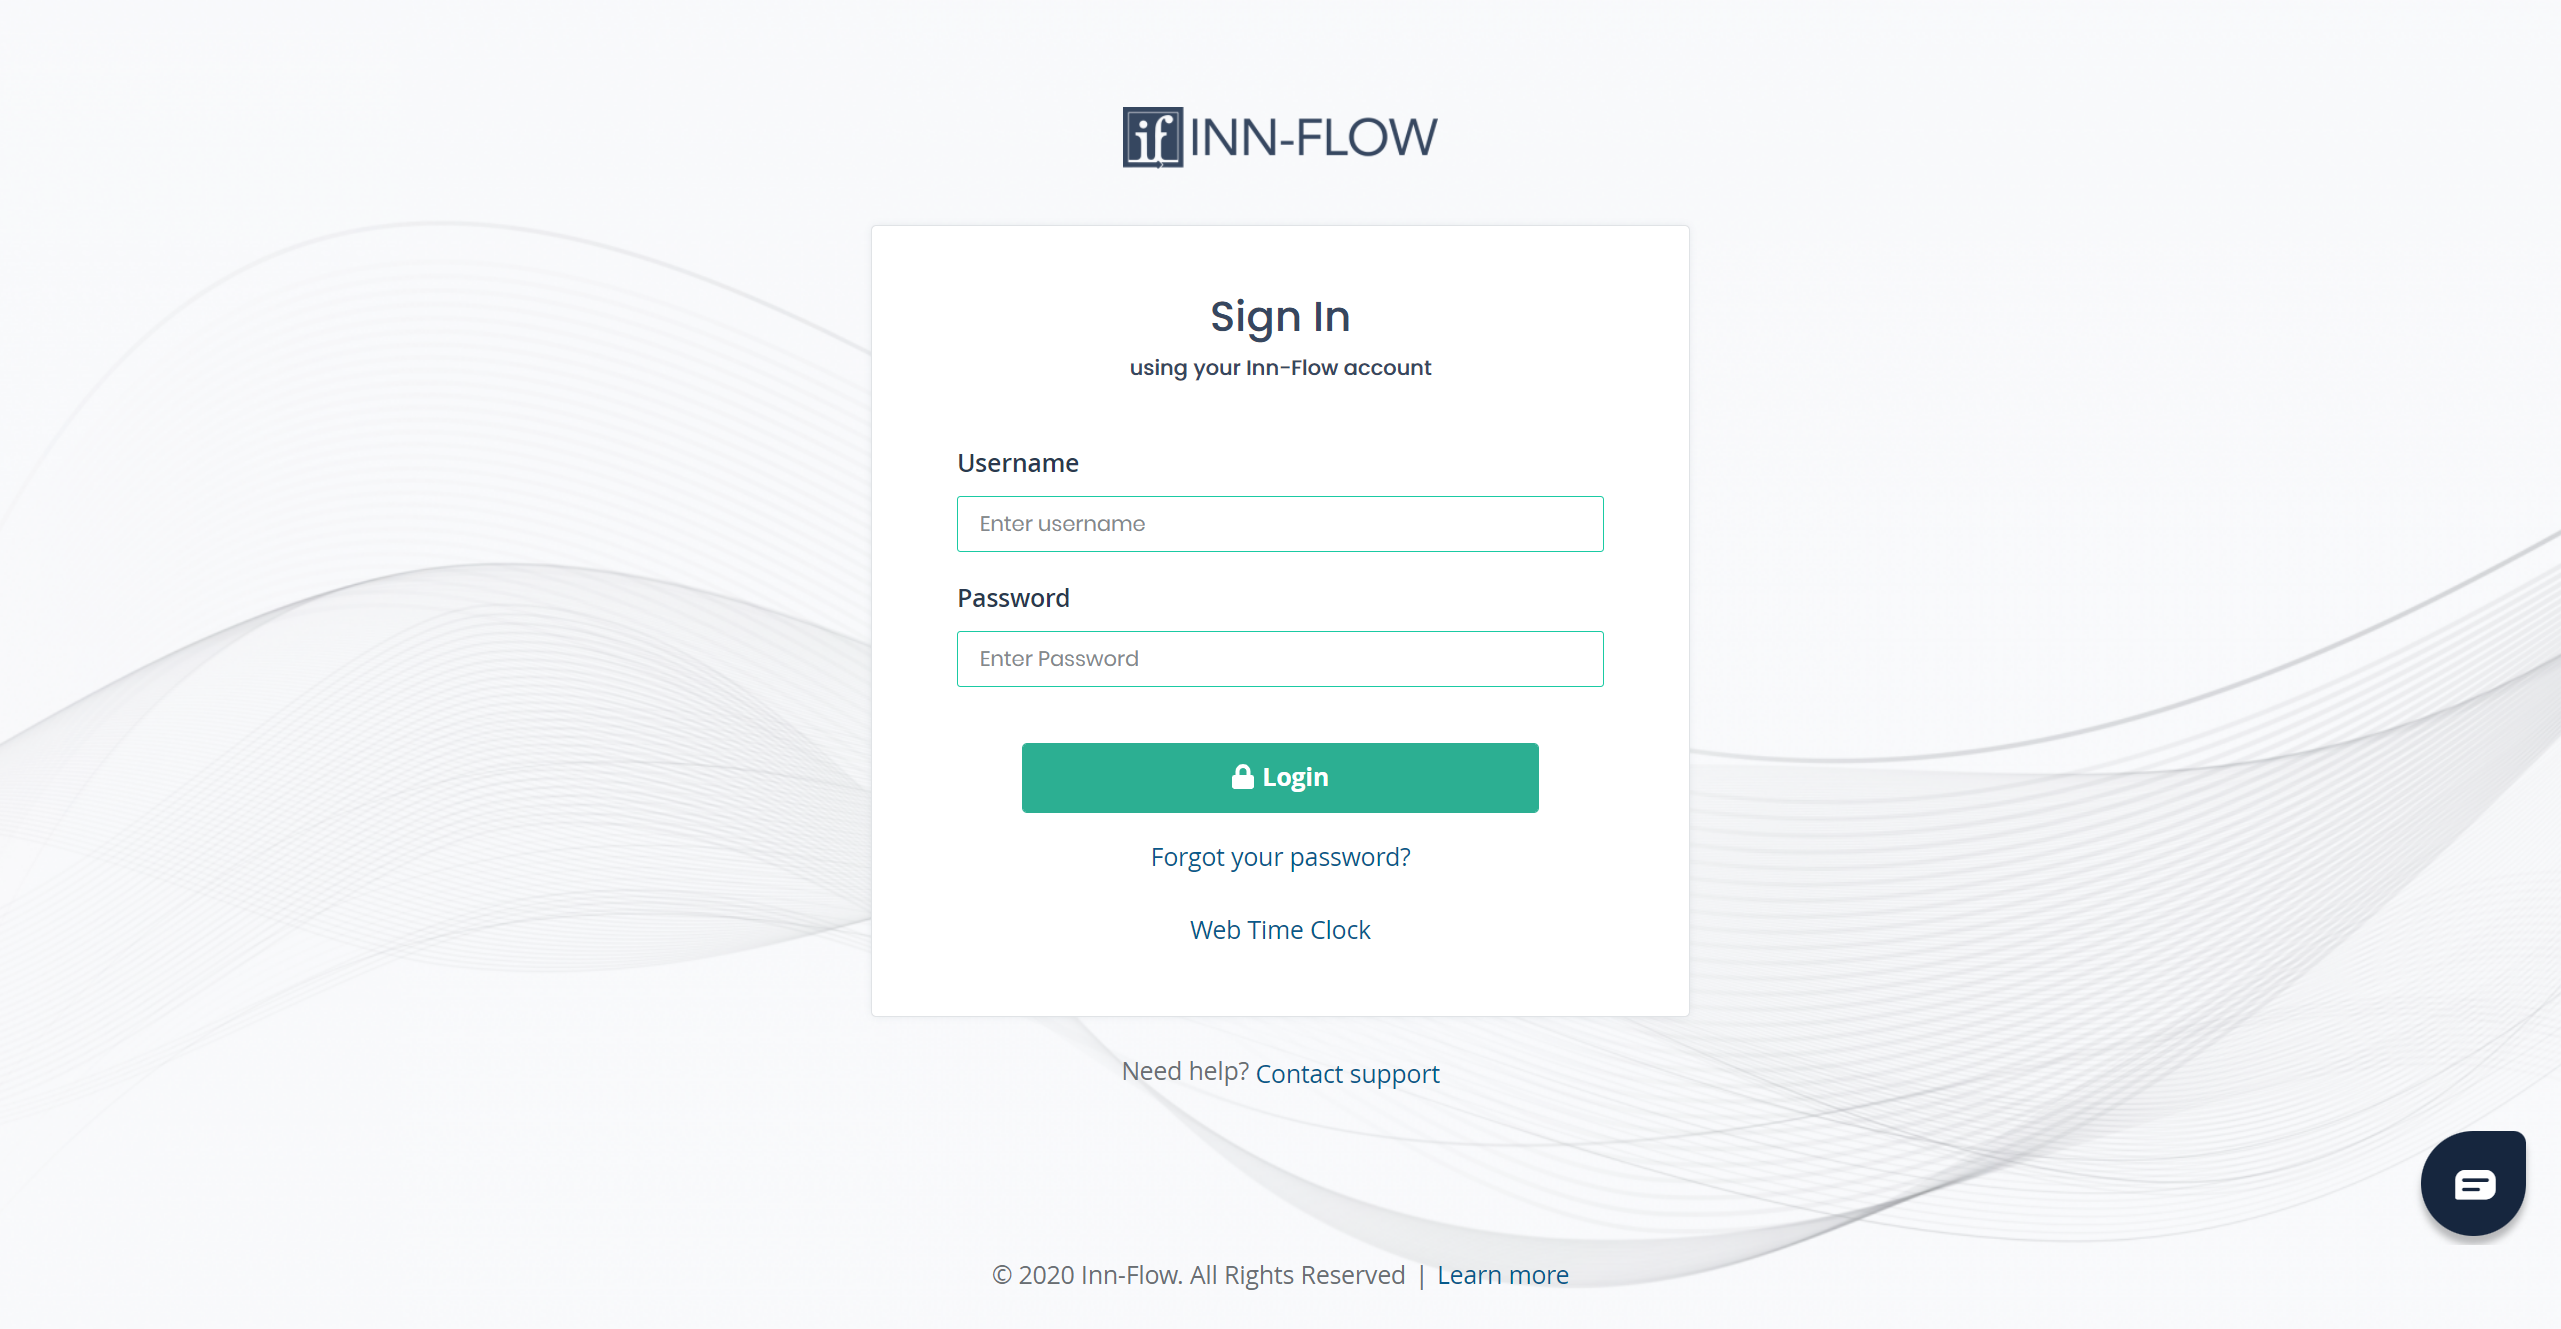 if INN-FLOW
Sign In
using your Inn-Flow account
Username
Enter username
Password
Enter Password
Login
Forgot your password?
Web Time Clock
Need help? Contact support
© 2020 Inn-Flow. All Rights Reserved | Learn more